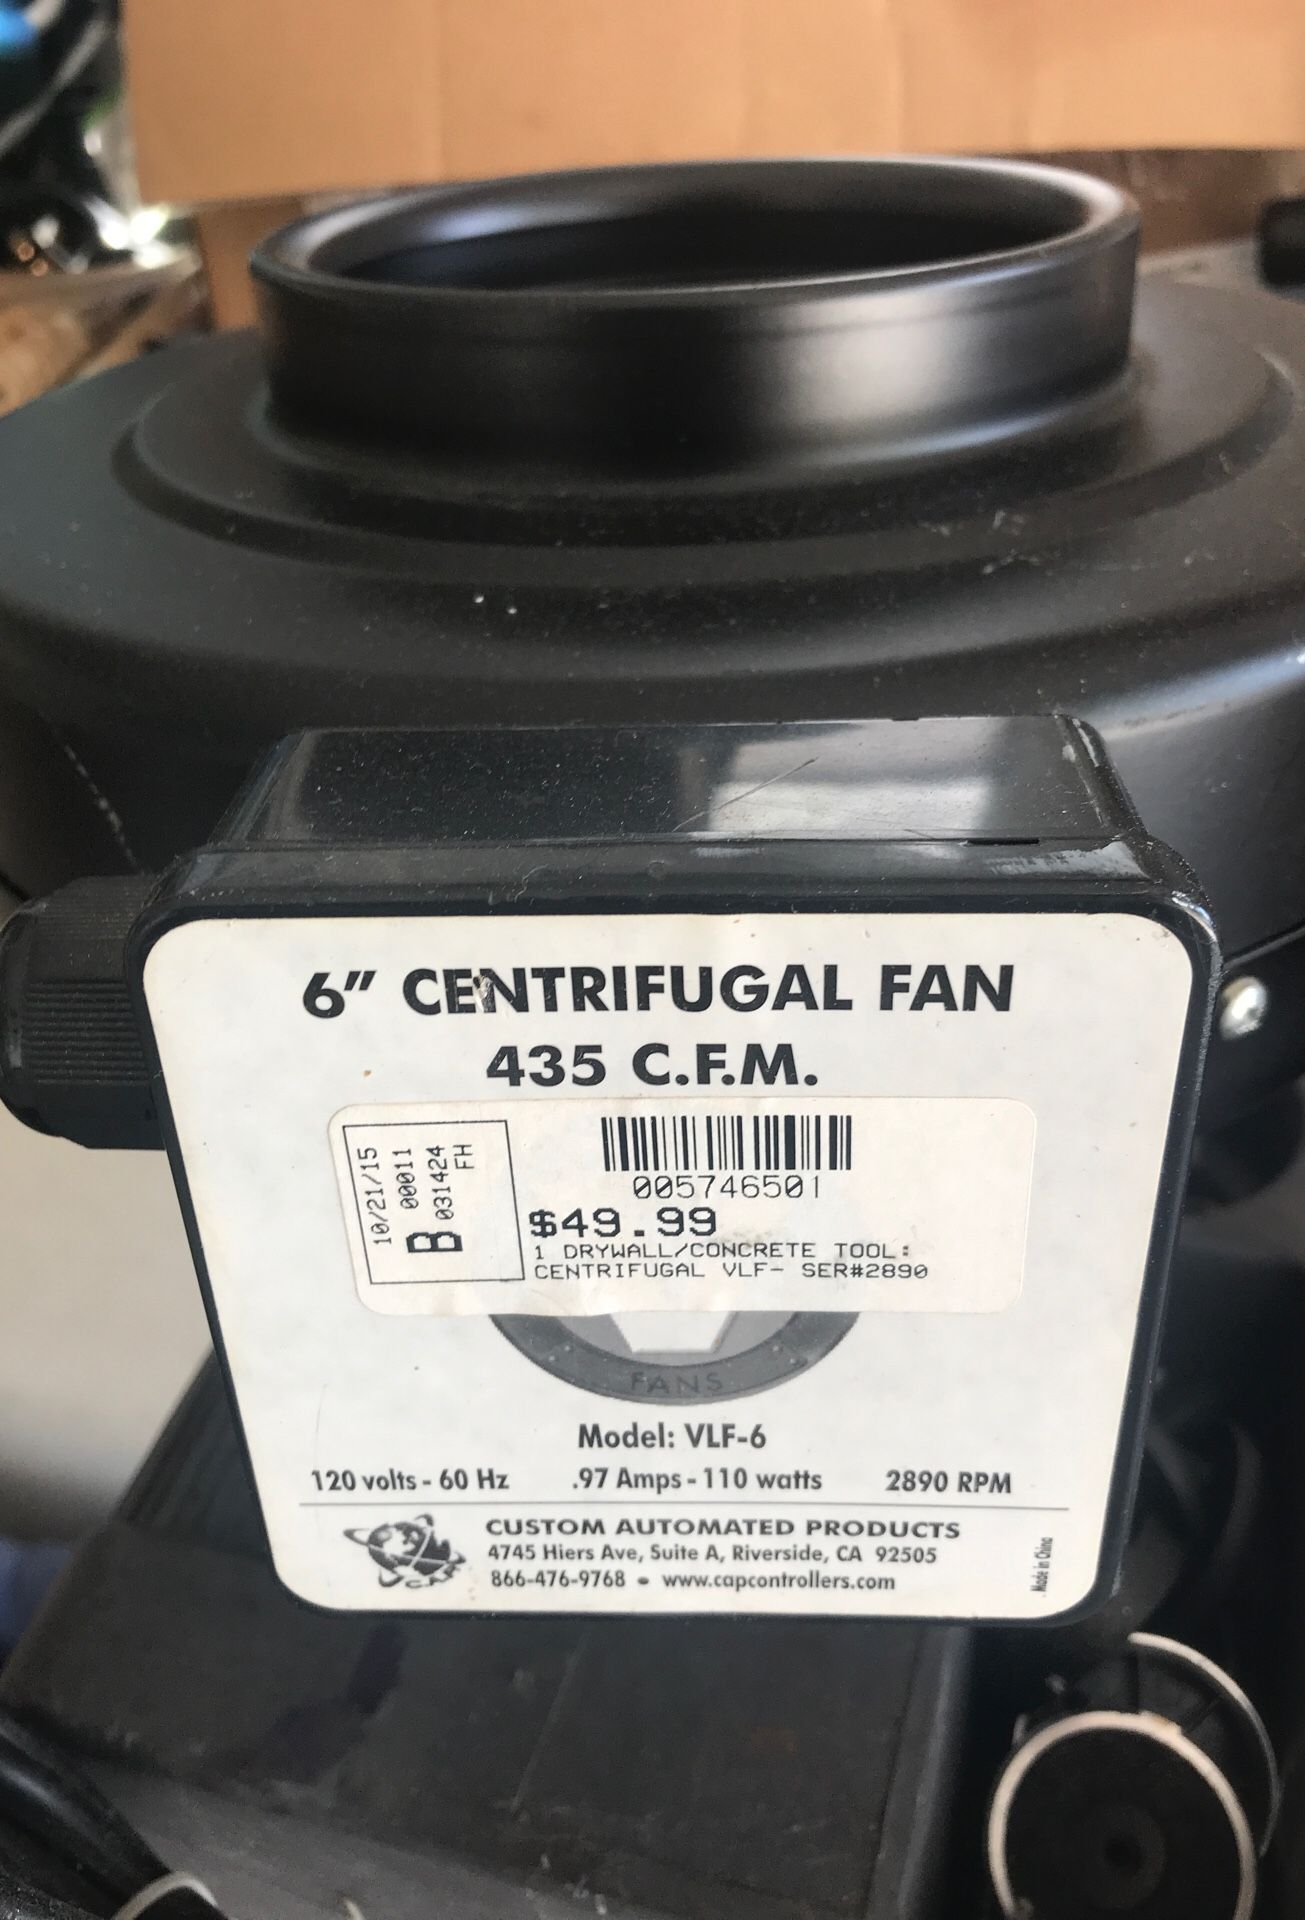 6" CENTRIFUGAL FAN
435 C.F.M.
10/21/15
B 00011
031424
FH
005746501
$49.99
1 DRYWALL/CONCRETE TOOL:
CENTRIFUGAL VLF- SER#2890
FANS
Model: VLF-6
120 volts - 60 Hz .97 Amps - 110 watts 2890 RPM
CAP
CUSTOM AUTOMATED PRODUCTS
4745 Hiers Ave, Suite A, Riverside, CA 92505
866-476-9768 • www.capcontrollers.com
Made in China